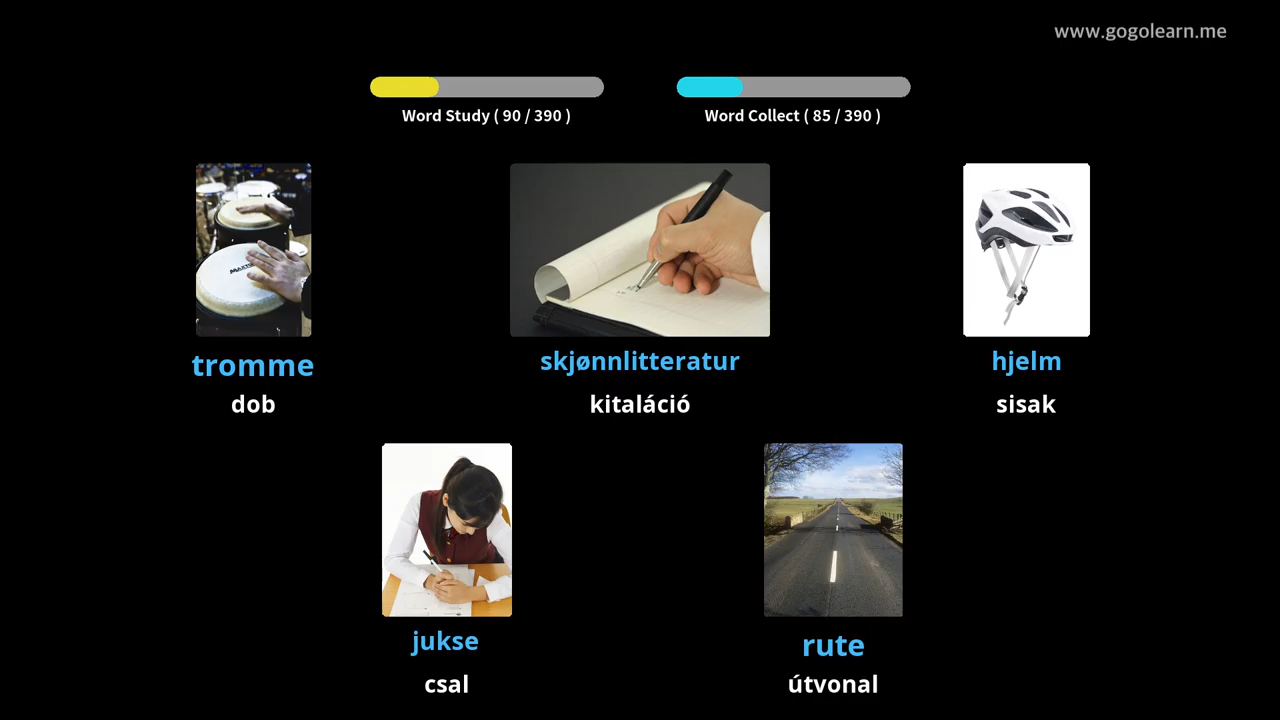 www.gogolearn.me
Word Study ( 90 / 390 )
Word Collect ( 85 / 390 )
tromme
dob
skjønnlitteratur
kitaláció
hjelm
sisak
jukse
csal
rute
útvonal